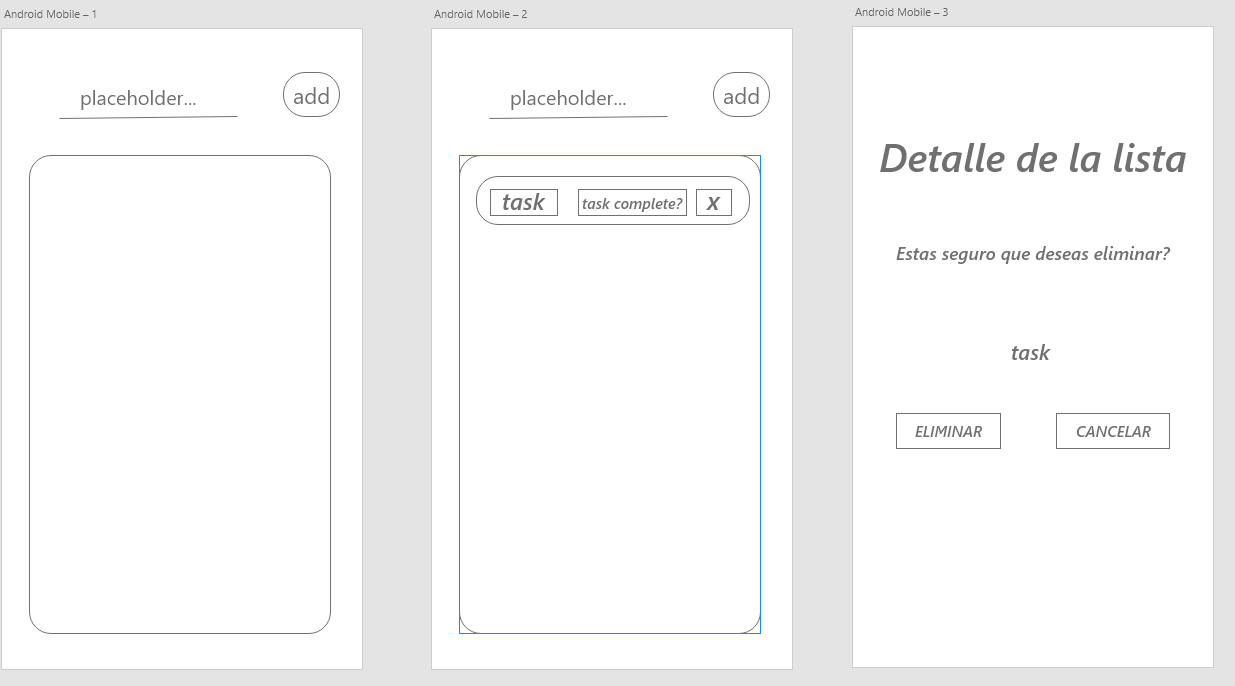 Android Mobile – 1
placeholder...
add
Android Mobile – 2
placeholder...
add
task
task complete?
X
Android Mobile – 3
Detalle de la lista
Estas seguro que deseas eliminar?
task
ELIMINAR
CANCELAR